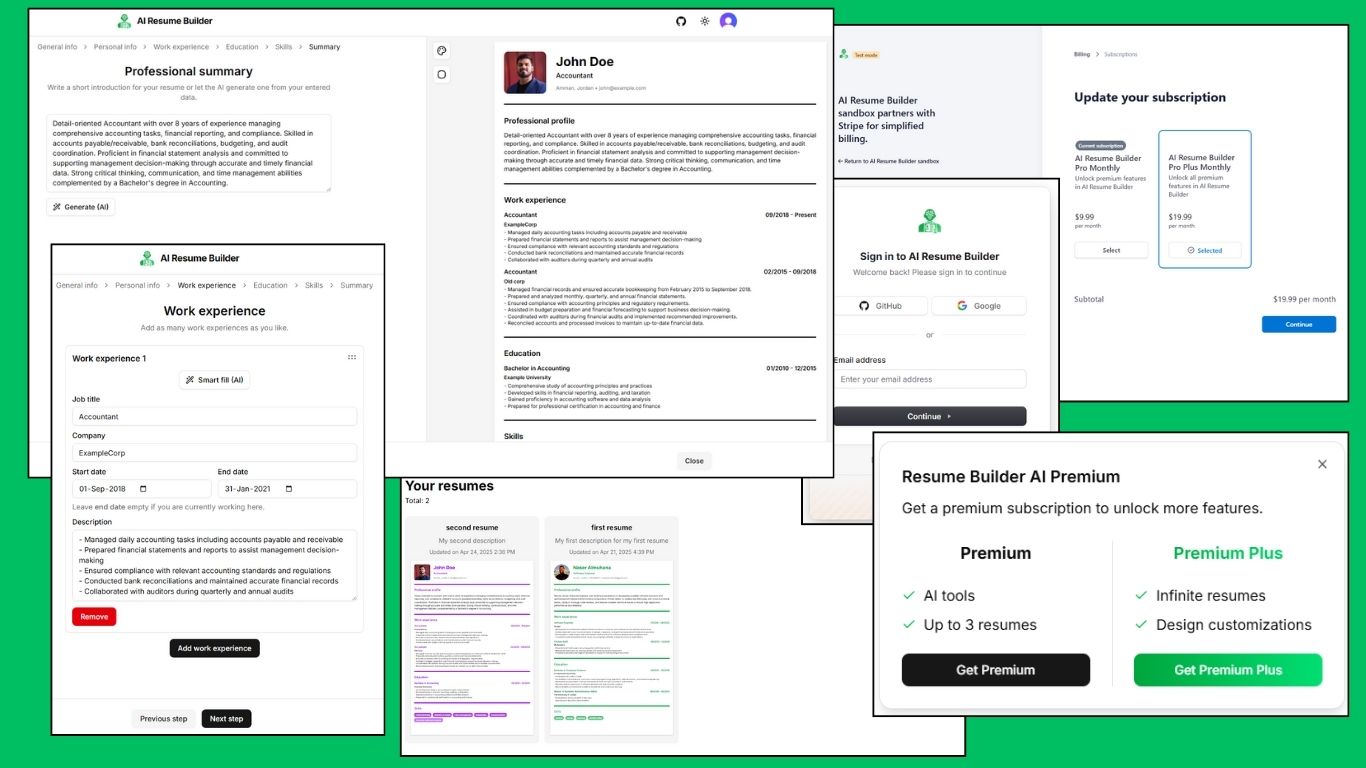 AI Resume Builder
General info > Personal info > Work experience > Education > Skills > Summary
Professional summary
Write a short introduction for your resume or let the AI generate one from your entered
data.
Detail-oriented Accountant with over 8 years of experience managing
comprehensive accounting tasks, financial reporting, and compliance. Skilled in
accounts payable/receivable, bank reconciliations, budgeting, and audit
coordination. Proficient in financial statement analysis and committed to
supporting management decision-making through accurate and timely financial
data. Strong critical thinking, communication, and time management abilities
complemented by a Bachelor's degree in Accounting.
Generate (AI)
John Doe
Accountant
Amman, Jordan • john@example.com
Professional profile
Detail-oriented Accountant with over 8 years of experience managing comprehensive accounting tasks, financial
reporting, and compliance. Skilled in accounts payable/receivable, bank reconciliations, budgeting, and audit
coordination. Proficient in financial statement analysis and committed to supporting management decision-
making through accurate and timely financial data. Strong critical thinking, communication, and time
management abilities complemented by a Bachelor's degree in Accounting.
Work experience
Accountant 09/2018 - Present
ExampleCorp
- Managed daily accounting tasks including accounts payable and receivable
- Prepared financial statements and reports to assist management decision-making
- Ensured compliance with relevant accounting standards and regulations
- Conducted bank reconciliations and maintained accurate financial records
- Collaborated with auditors during quarterly and annual audits
Accountant 02/2015 - 09/2018
Old corp
- Managed financial records and ensured accurate bookkeeping from February 2015 to September 2018.
- Prepared and analyzed monthly, quarterly, and annual financial statements.
- Ensured compliance with accounting principles and regulatory requirements.
- Assisted in budget preparation and financial forecasting to support business decision-making.
- Coordinated with auditors during financial audits and implemented recommended improvements.
- Reconciled accounts and processed invoices to maintain up-to-date financial data.
Education
Bachelor in Accounting 01/2010 - 12/2015
Example University
- Comprehensive study of accounting principles and practices
- Developed skills in financial reporting, auditing, and taxation
- Gained proficiency in accounting software and data analysis
- Prepared for professional certification in accounting and finance
Skills
Close
Test mode
AI Resume Builder
sandbox partners with
Stripe for simplified
billing.
← Return to AI Resume Builder sandbox
Billing > Subscriptions
Update your subscription
Current subscription
AI Resume Builder
Pro Monthly
Unlock premium features
in AI Resume Builder
$9.99
per month
Select
AI Resume Builder
Pro Plus Monthly
Unlock all premium
features in AI Resume
Builder
$19.99
per month
Selected
Subtotal $19.99 per month
Continue
Sign in to AI Resume Builder
Welcome back! Please sign in to continue
GitHub Google
or
Email address
Enter your email address
Continue
AI Resume Builder
General info > Personal info > Work experience > Education > Skills > Summary
Work experience
Add as many work experiences as you like.
Work experience 1
Smart fill (AI)
Job title
Accountant
Company
ExampleCorp
Start date End date
01-Sep-2018 31-Jan-2021
Leave end date empty if you are currently working here.
Description
- Managed daily accounting tasks including accounts payable and receivable
- Prepared financial statements and reports to assist management decision-
making
- Ensured compliance with relevant accounting standards and regulations
- Conducted bank reconciliations and maintained accurate financial records
- Collaborated with auditors during quarterly and annual audits
Remove
Add work experience
Previous step Next step
Your resumes
Total: 2
second resume
My second description
Updated on Apr 24, 2025 2:36 PM
John Doe
first resume
My first description for my first resume
Updated on Apr 21, 2025 4:39 PM
Naser Almuhana
Resume Builder AI Premium
Get a premium subscription to unlock more features.
Premium
AI tools
Up to 3 resumes
Get Premium
Premium Plus
Infinite resumes
Design customizations
Get Premium Plus